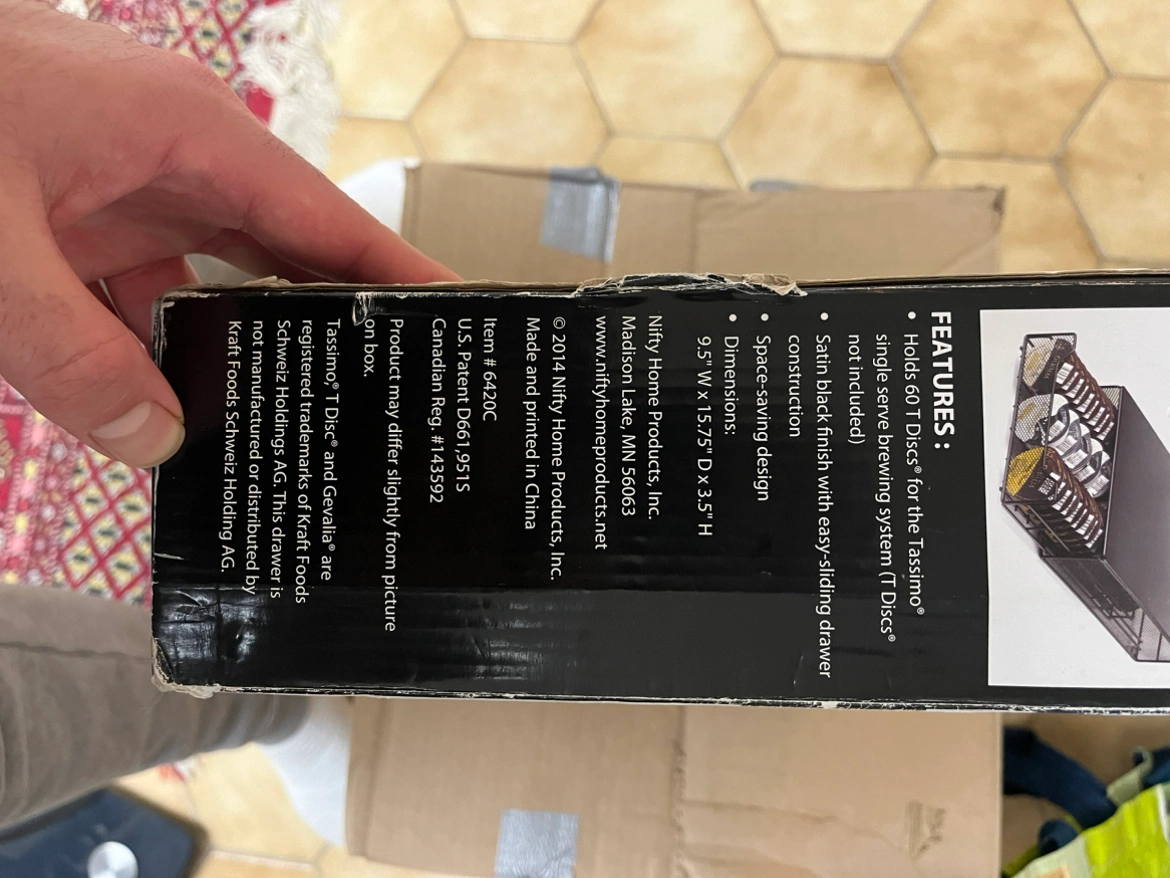 FEATURES :
• Holds 60 T Discs® for the Tassimo®
single serve brewing system (T Discs®
not included)
• Satin black finish with easy-sliding drawer
construction
• Space-saving design
• Dimensions:
9.5" W x 15.75" D x 3.5" H
Nifty Home Products, Inc.
Madison Lake, MN 56063
www.niftyhomeproducts.net
© 2014 Nifty Home Products, Inc.
Made and printed in China
Item # 6420C
U.S. Patent D661,951S
Canadian Reg. #143592
Product may differ slightly from picture
on box.
Tassimo,® T Disc® and Gevalia® are
registered trademarks of Kraft Foods
Schweiz Holdings AG. This drawer is
not manufactured or distributed by
Kraft Foods Schweiz Holding AG.